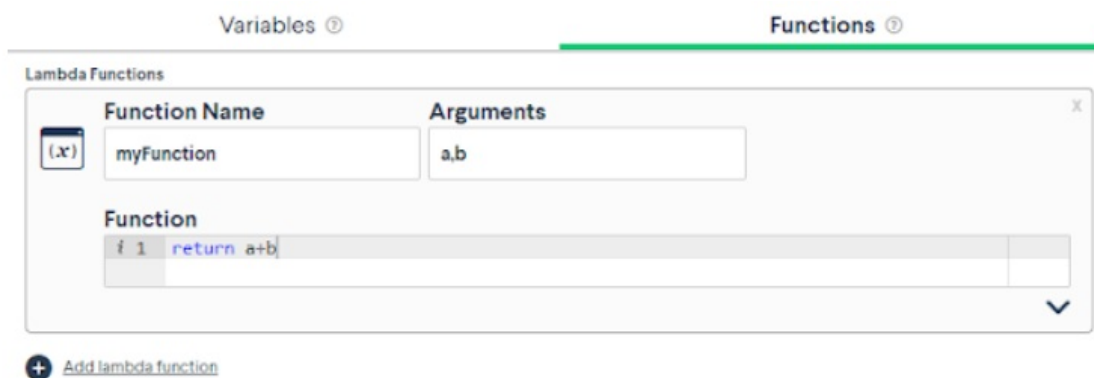 Variables ?
Functions ?
Lambda Functions
Function Name
Arguments
X
(x)
myFunction
a,b
Function
i 1 return a+b
Add lambda function